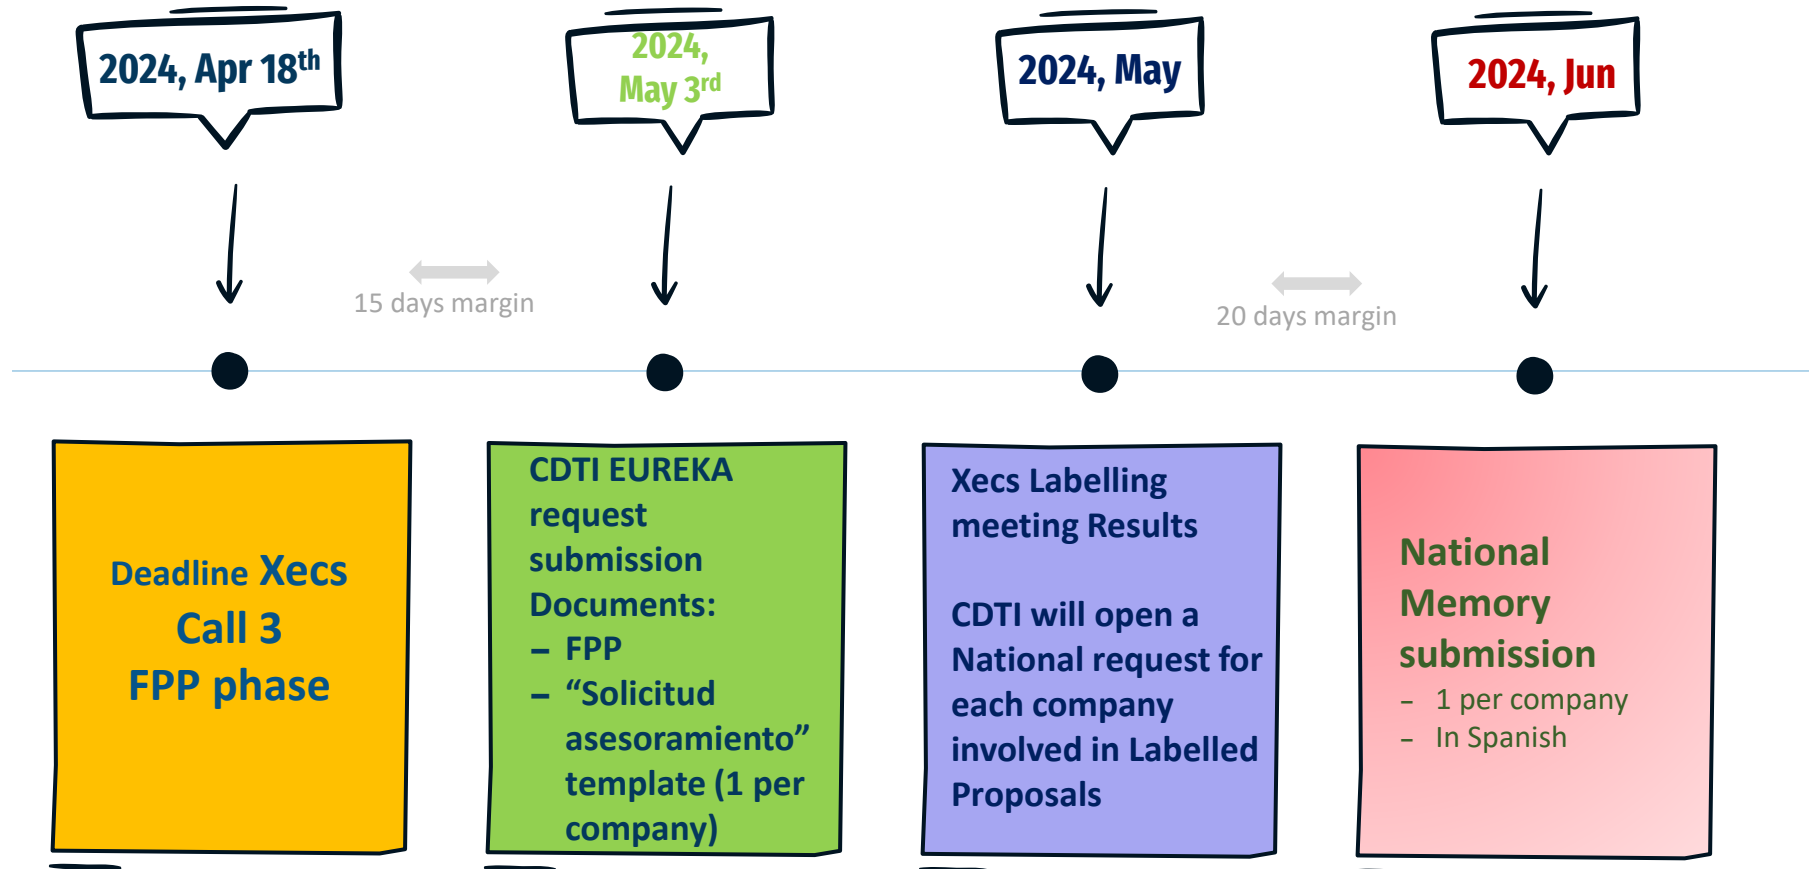 2024, Apr 18th
2024,
May 3rd
2024, May
2024, Jun
15 days margin
20 days margin
Deadline Xecs
Call 3
FPP phase
CDTI EUREKA
request
submission
Documents:
– FPP
– “Solicitud
asesoramiento”
template (1 per
company)
Xecs Labelling
meeting Results
CDTI will open a
National request for
each company
involved in Labelled
Proposals
National
Memory
submission
– 1 per company
– In Spanish